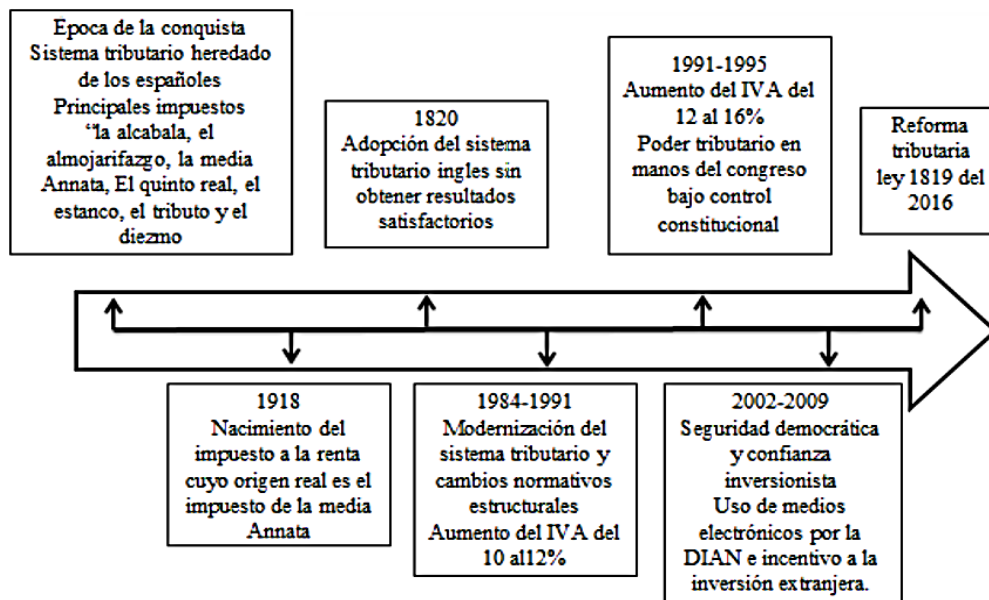 Epoca de la conquista
Sistema tributario heredado
de los españoles
Principales impuestos
“la alcabala, el
almojarifazgo, la media
Annata, El quinto real, el
estanco, el tributo y el
diezmo
1820
Adopción del sistema
tributario ingles sin
obtener resultados
satisfactorios
1991-1995
Aumento del IVA del
12 al 16%
Poder tributario en
manos del congreso
bajo control
constitucional
Reforma
tributaria
ley 1819 del
2016
1918
Nacimiento del
impuesto a la renta
cuyo origen real es el
impuesto de la media
Annata
1984-1991
Modernización del
sistema tributario y
cambios normativos
estructurales
Aumento del IVA del
10 al12%
2002-2009
Seguridad democrática
y confianza
inversionista
Uso de medios
electrónicos por la
DIAN e incentivo a la
inversión extranjera.